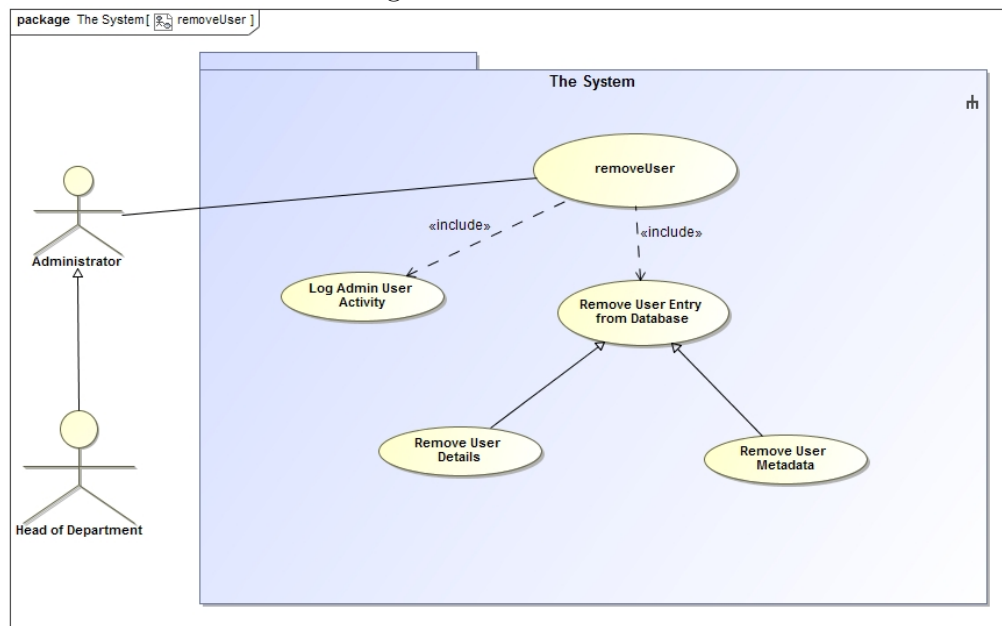 package The System[ removeUser ]
The System
removeUser
«include»
«include»
Administrator
Log Admin User
Activity
Remove User Entry
from Database
Remove User
Details
Remove User
Metadata
Head of Department